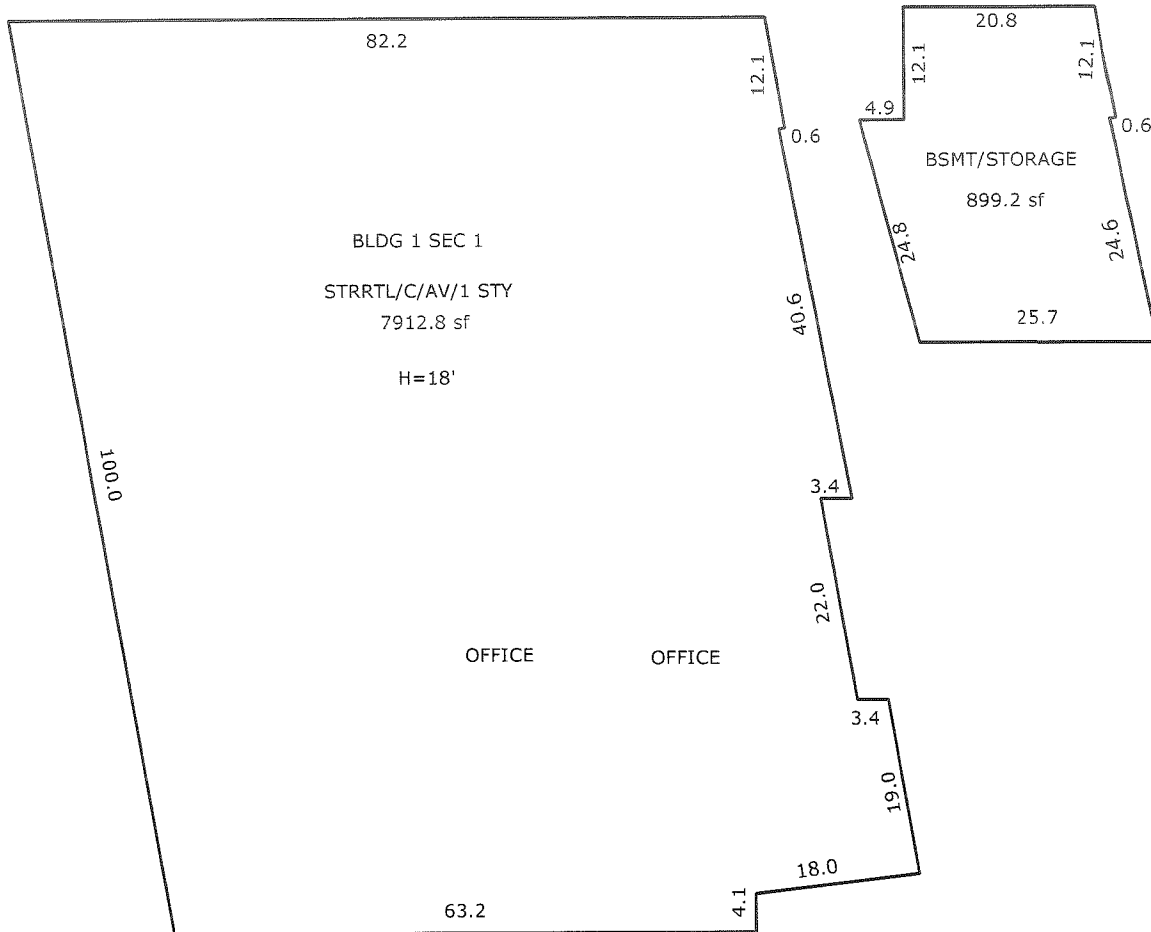 82.2
12.1
0.6
BLDG 1 SEC 1
STRRTL/C/AV/1 STY
7912.8 sf
H=18'
40.6
100.0
3.4
22.0
OFFICE
OFFICE
3.4
19.0
18.0
4.1
63.2
20.8
12.1
12.1
4.9
0.6
BSMT/STORAGE
899.2 sf
24.8
24.6
25.7